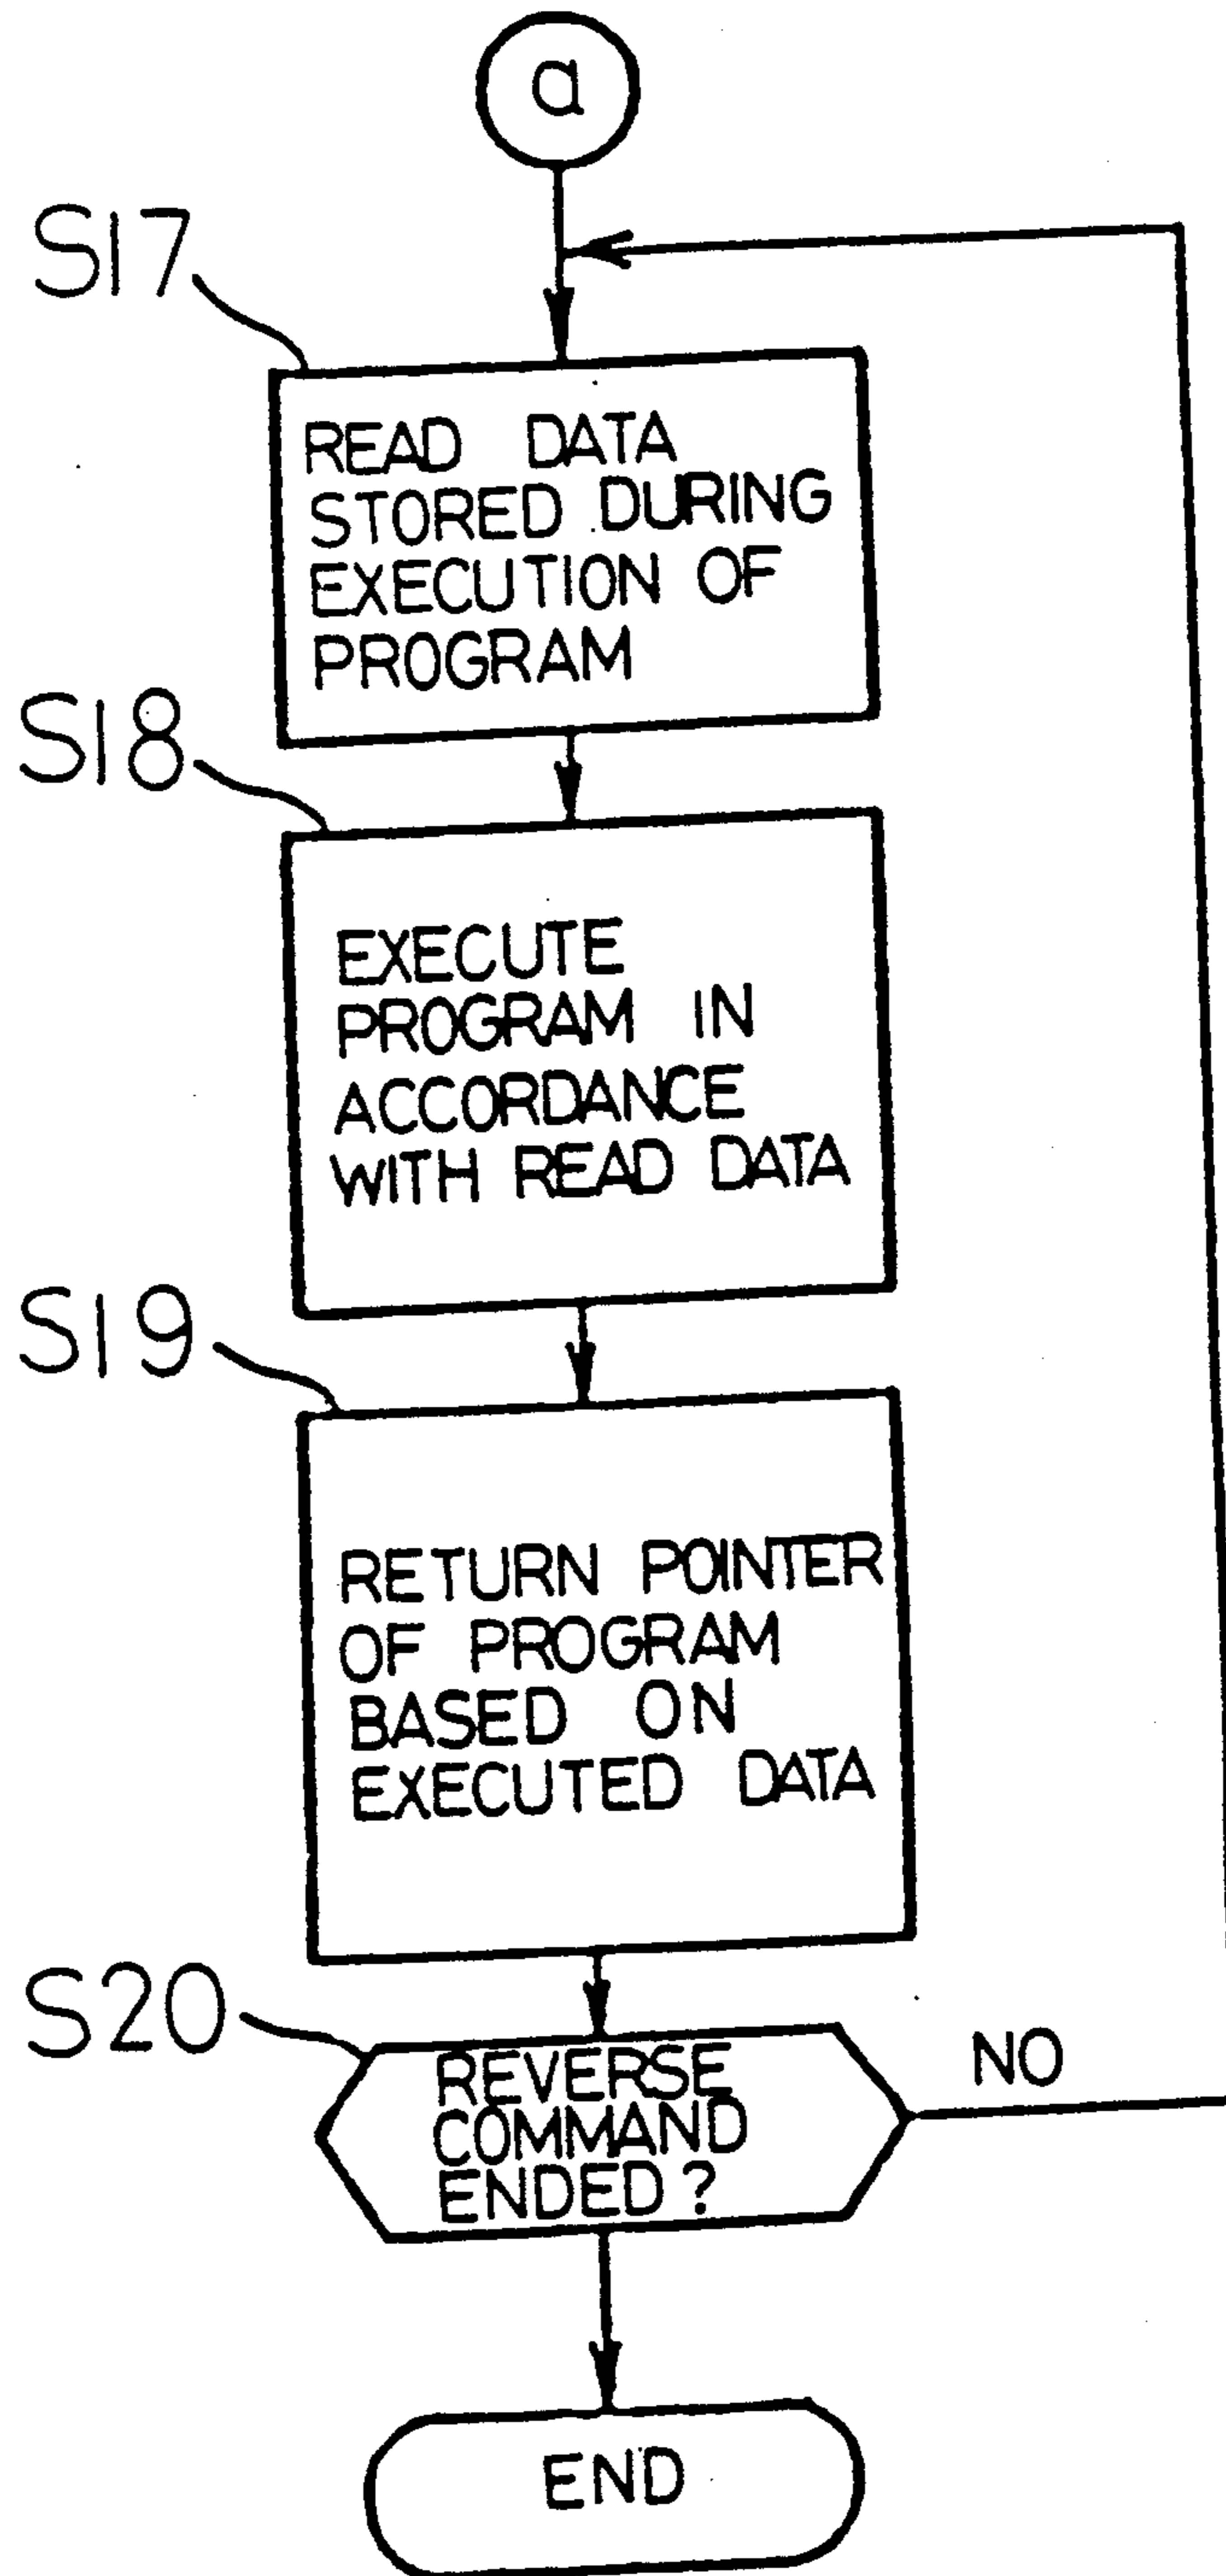 a
S17
READ DATA
STORED DURING
EXECUTION OF
PROGRAM
S18
EXECUTE
PROGRAM IN
ACCORDANCE
WITH READ DATA
S19
RETURN POINTER
OF PROGRAM
BASED ON
EXECUTED DATA
S20
REVERSE
COMMAND
ENDED?
NO
END